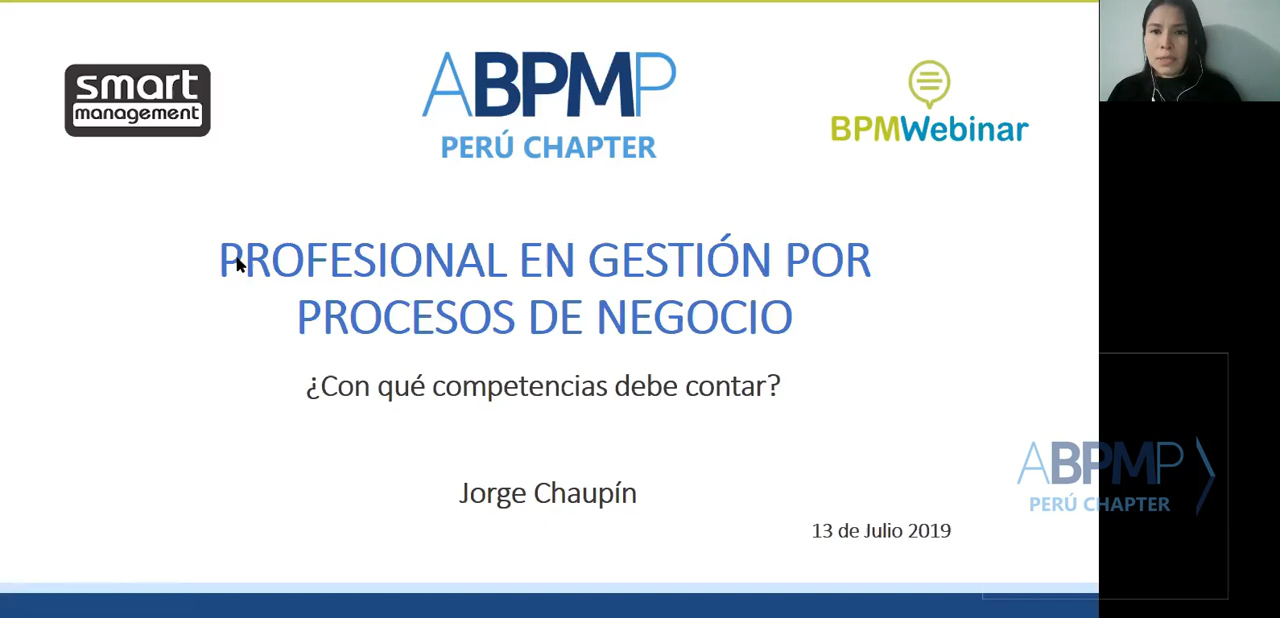 smart
management
ABPMP
PERÚ CHAPTER
BPMWebinar
PROFESIONAL EN GESTIÓN POR
PROCESOS DE NEGOCIO
¿Con qué competencias debe contar?
Jorge Chaupín
13 de Julio 2019
ABPMP
PERÚ CHAPTER